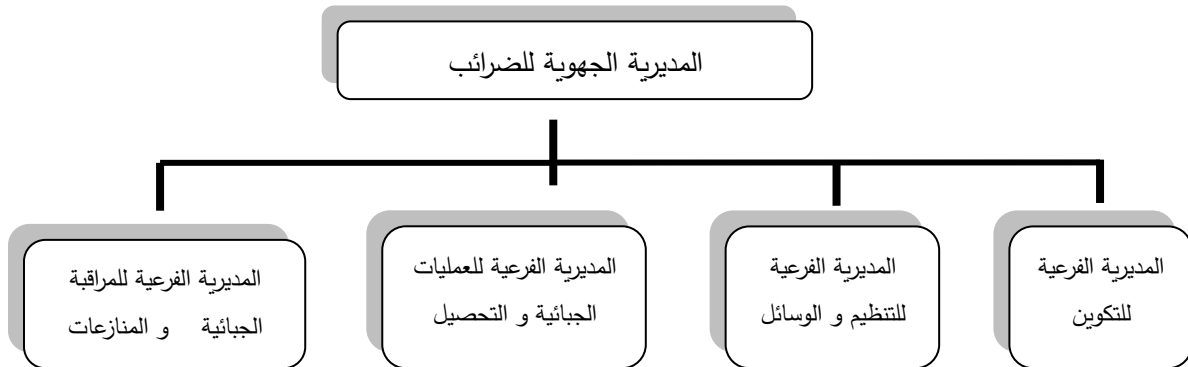 المديرية الجهوية للضرائب
المديرية الفرعية
للتكوين
المديرية الفرعية
للتنظيم و الوسائل
المديرية الفرعية للعمليات
الجبائية و التحصيل
المديرية الفرعية للمراقبة
الجبائية و المنازعات